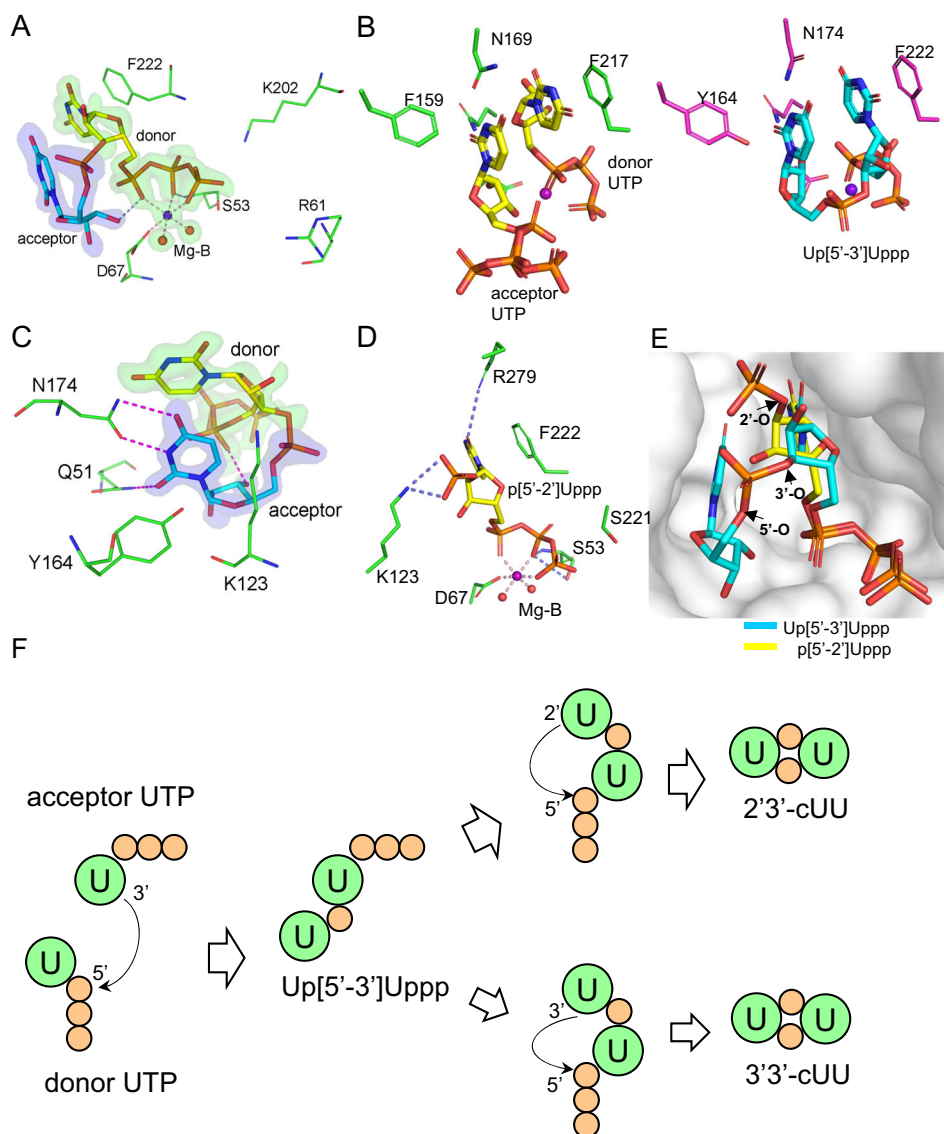 A
F222
K202
donor
S53
acceptor
Mg-B
R61
D67
B
N169
F217
F159
donor
UTP
acceptor
UTP
N174
F222
Y164
Up[5’-3’]Uppp
C
donor
N174
Q51
acceptor
Y164
K123
D
R279
F222
p[5’-2’]Uppp
S221
K123
S53
D67
Mg-B
E
2’-O
3’-O
5’-O
Up[5’-3’]Uppp
p[5’-2’]Uppp
F
acceptor UTP
U
3’
U
5’
donor UTP
U
U
Up[5’-3’]Uppp
2’
U
U
5’
U U
2’3’-cUU
3’
U
U
5’
U U
3’3’-cUU